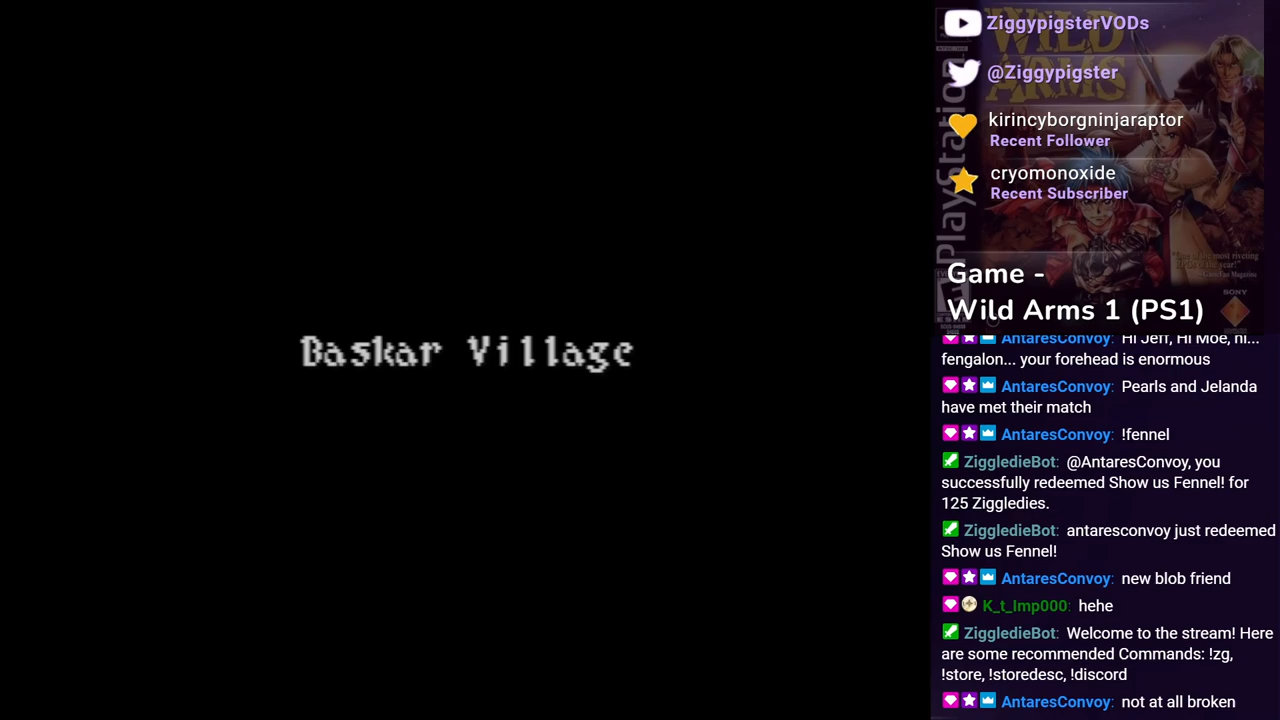 Baskar Village
ZiggypigsterVODs
@Ziggypigster
kirincyborgninjaraptor
Recent Follower
cryomonoxide
Recent Subscriber
WILD
ARMS
PlayStation
SONY
Game -
Wild Arms 1 (PS1)
AntaresConvoy: Hi Jeff, Hi Moe, hi...
fengalon... your forehead is enormous
AntaresConvoy: Pearls and Jelanda
have met their match
AntaresConvoy: !fennel
ZiggledieBot: @AntaresConvoy, you
successfully redeemed Show us Fennel! for
125 Ziggledies.
ZiggledieBot: antaresconvoy just redeemed
Show us Fennel!
AntaresConvoy: new blob friend
K_t_Imp000: hehe
ZiggledieBot: Welcome to the stream! Here
are some recommended Commands: !zg,
!store, !storedesc, !discord
AntaresConvoy: not at all broken